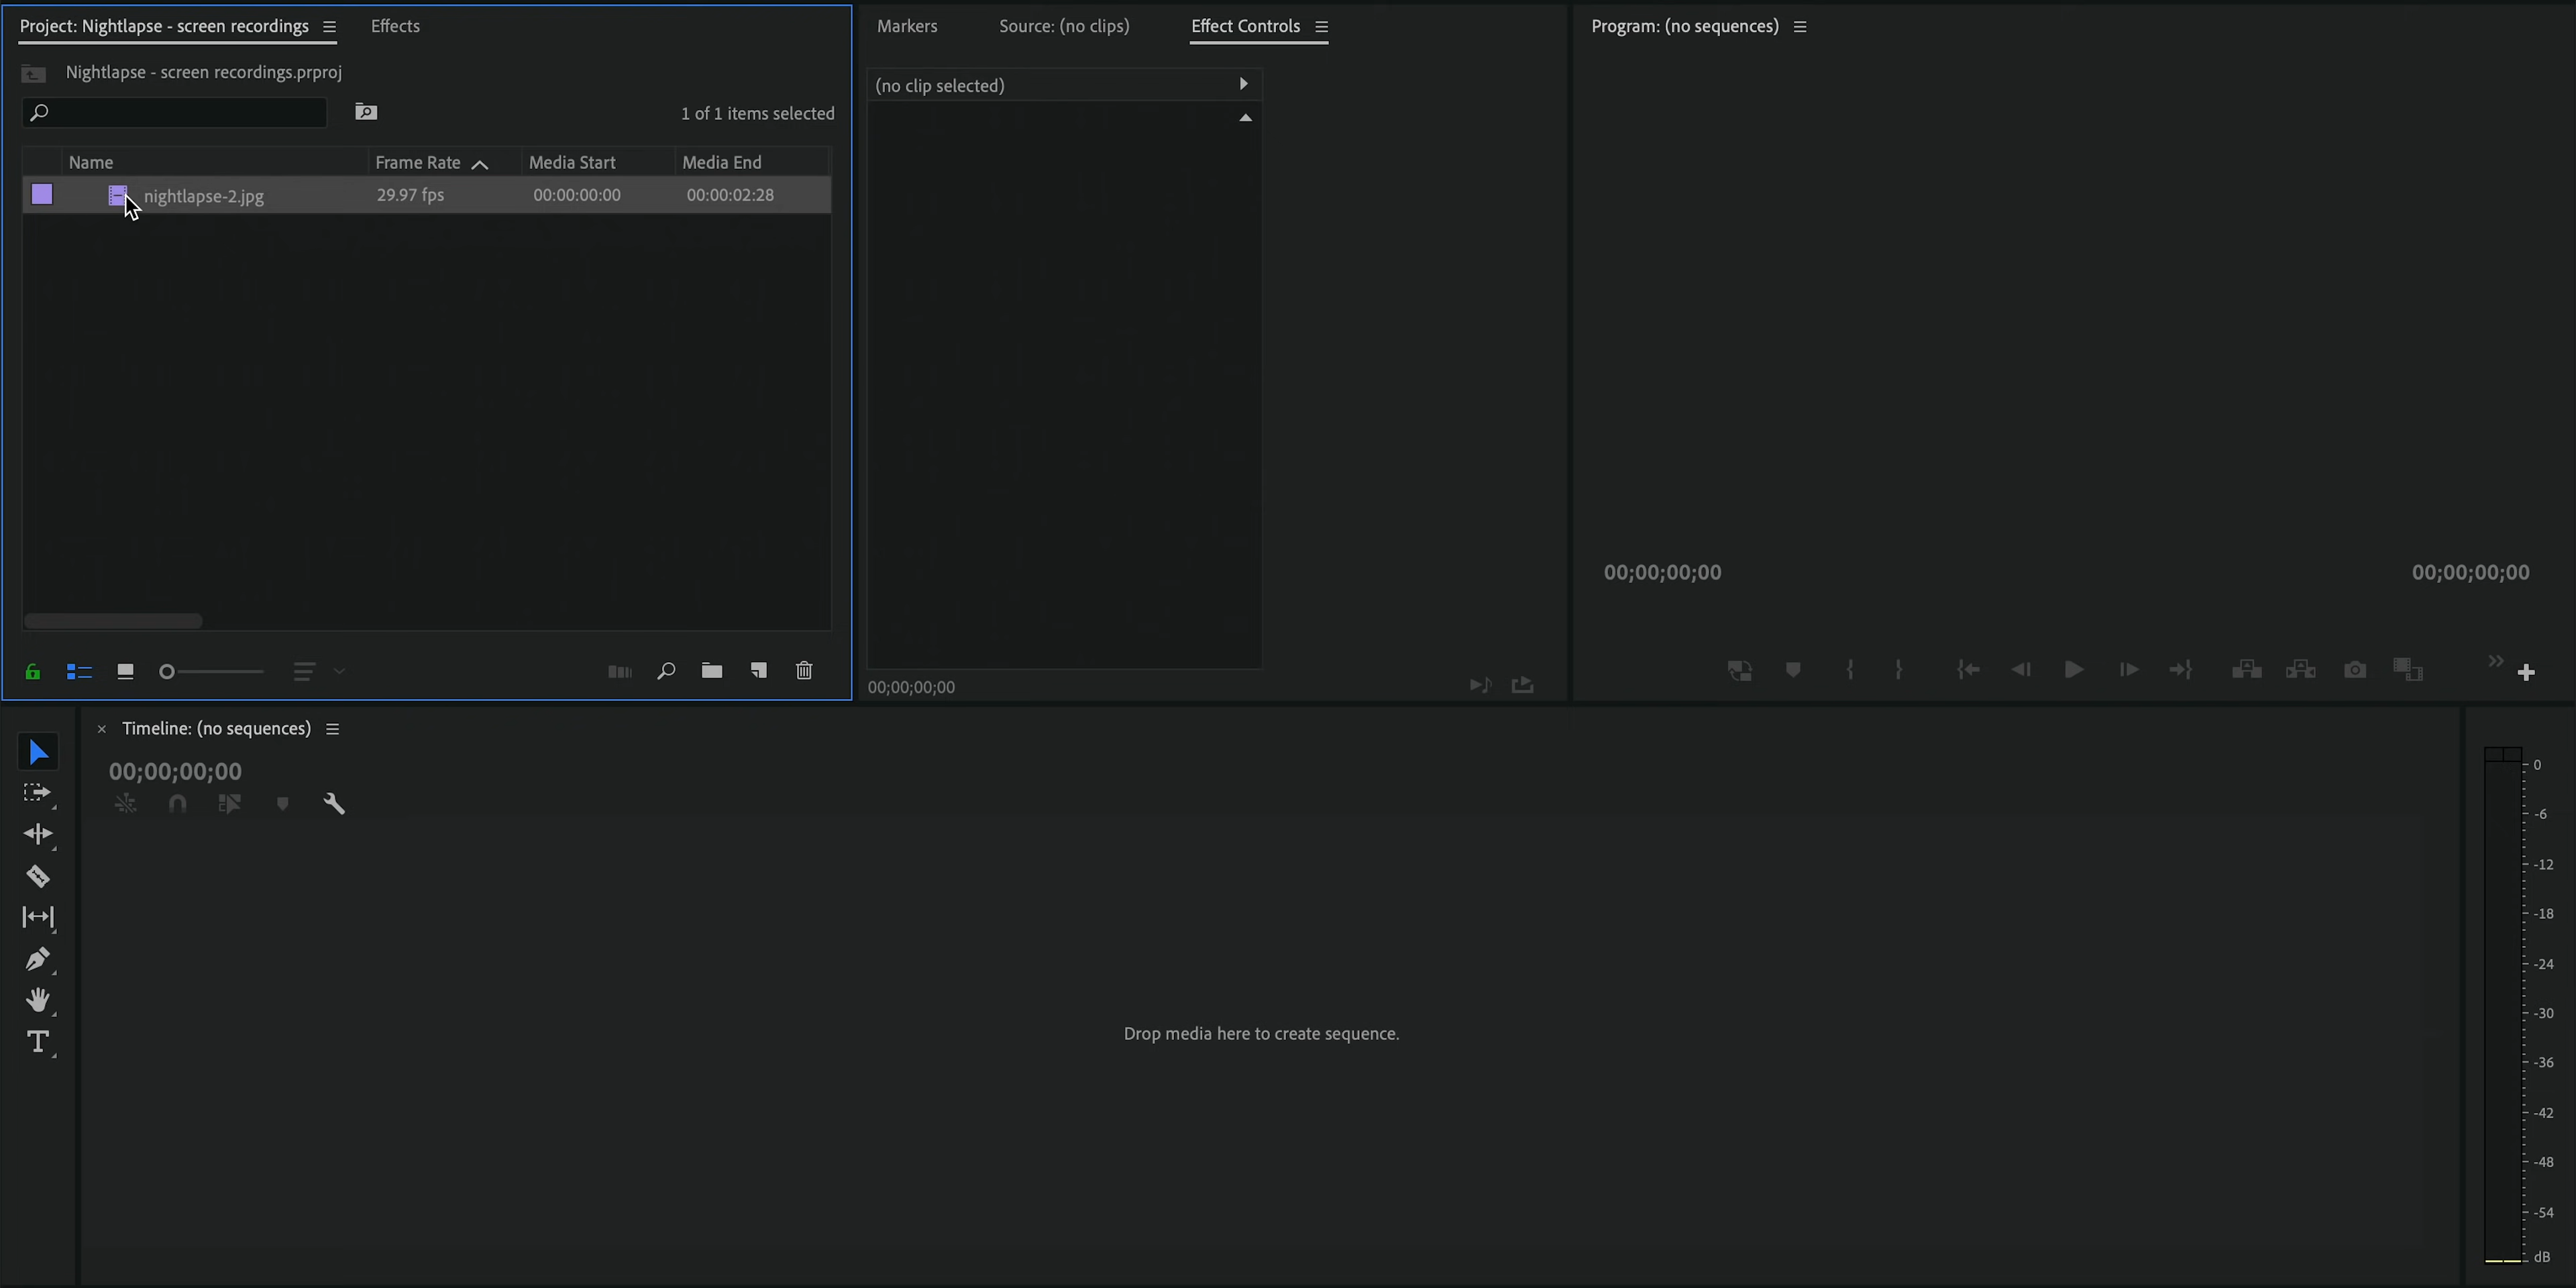 Project: Nightlapse - screen recordings
Effects
Nightlapse - screen recordings.prproj
1 of 1 items selected
Name Frame Rate Media Start Media End
nightlapse-2.jpg 29.97 fps 00:00:00:00 00:00:02:28
Markers
Source: (no clips)
Effect Controls
(no clip selected)
00;00;00;00
Program: (no sequences)
00;00;00;00
00;00;00;00
Timeline: (no sequences)
00;00;00;00
Drop media here to create sequence.
T
0
-6
-12
-18
-24
-30
-36
-42
-48
-54
dB